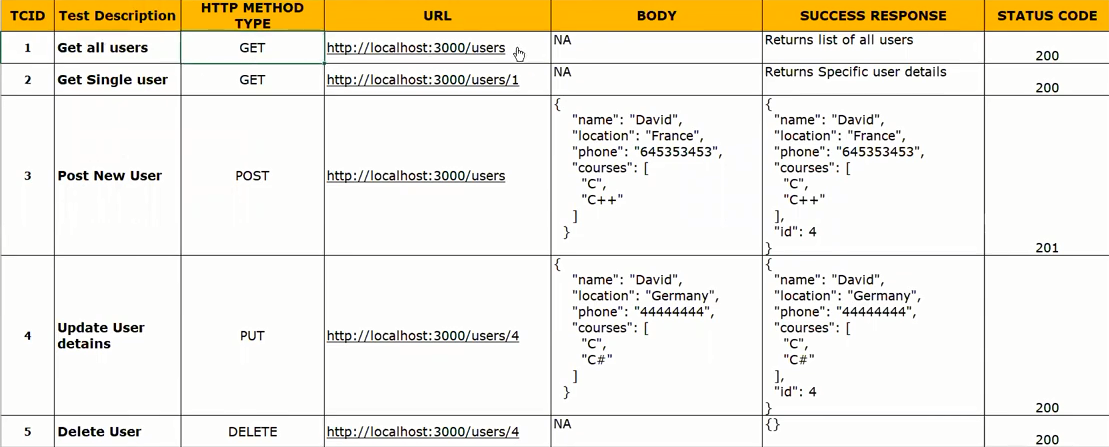 TCID Test Description HTTP METHOD TYPE URL BODY SUCCESS RESPONSE STATUS CODE
1 Get all users GET http://localhost:3000/users NA Returns list of all users 200
2 Get Single user GET http://localhost:3000/users/1 NA Returns Specific user details 200
3 Post New User POST http://localhost:3000/users
{
"name": "David",
"location": "France",
"phone": "645353453",
"courses": [
"C",
"C++"
]
}
{
"name": "David",
"location": "France",
"phone": "645353453",
"courses": [
"C",
"C++"
],
"id": 4
}
201
4 Update User detains PUT http://localhost:3000/users/4
{
"name": "David",
"location": "Germany",
"phone": "44444444",
"courses": [
"C",
"C#"
]
}
{
"name": "David",
"location": "Germany",
"phone": "44444444",
"courses": [
"C",
"C#"
],
"id": 4
}
200
5 Delete User DELETE http://localhost:3000/users/4 NA {} 200